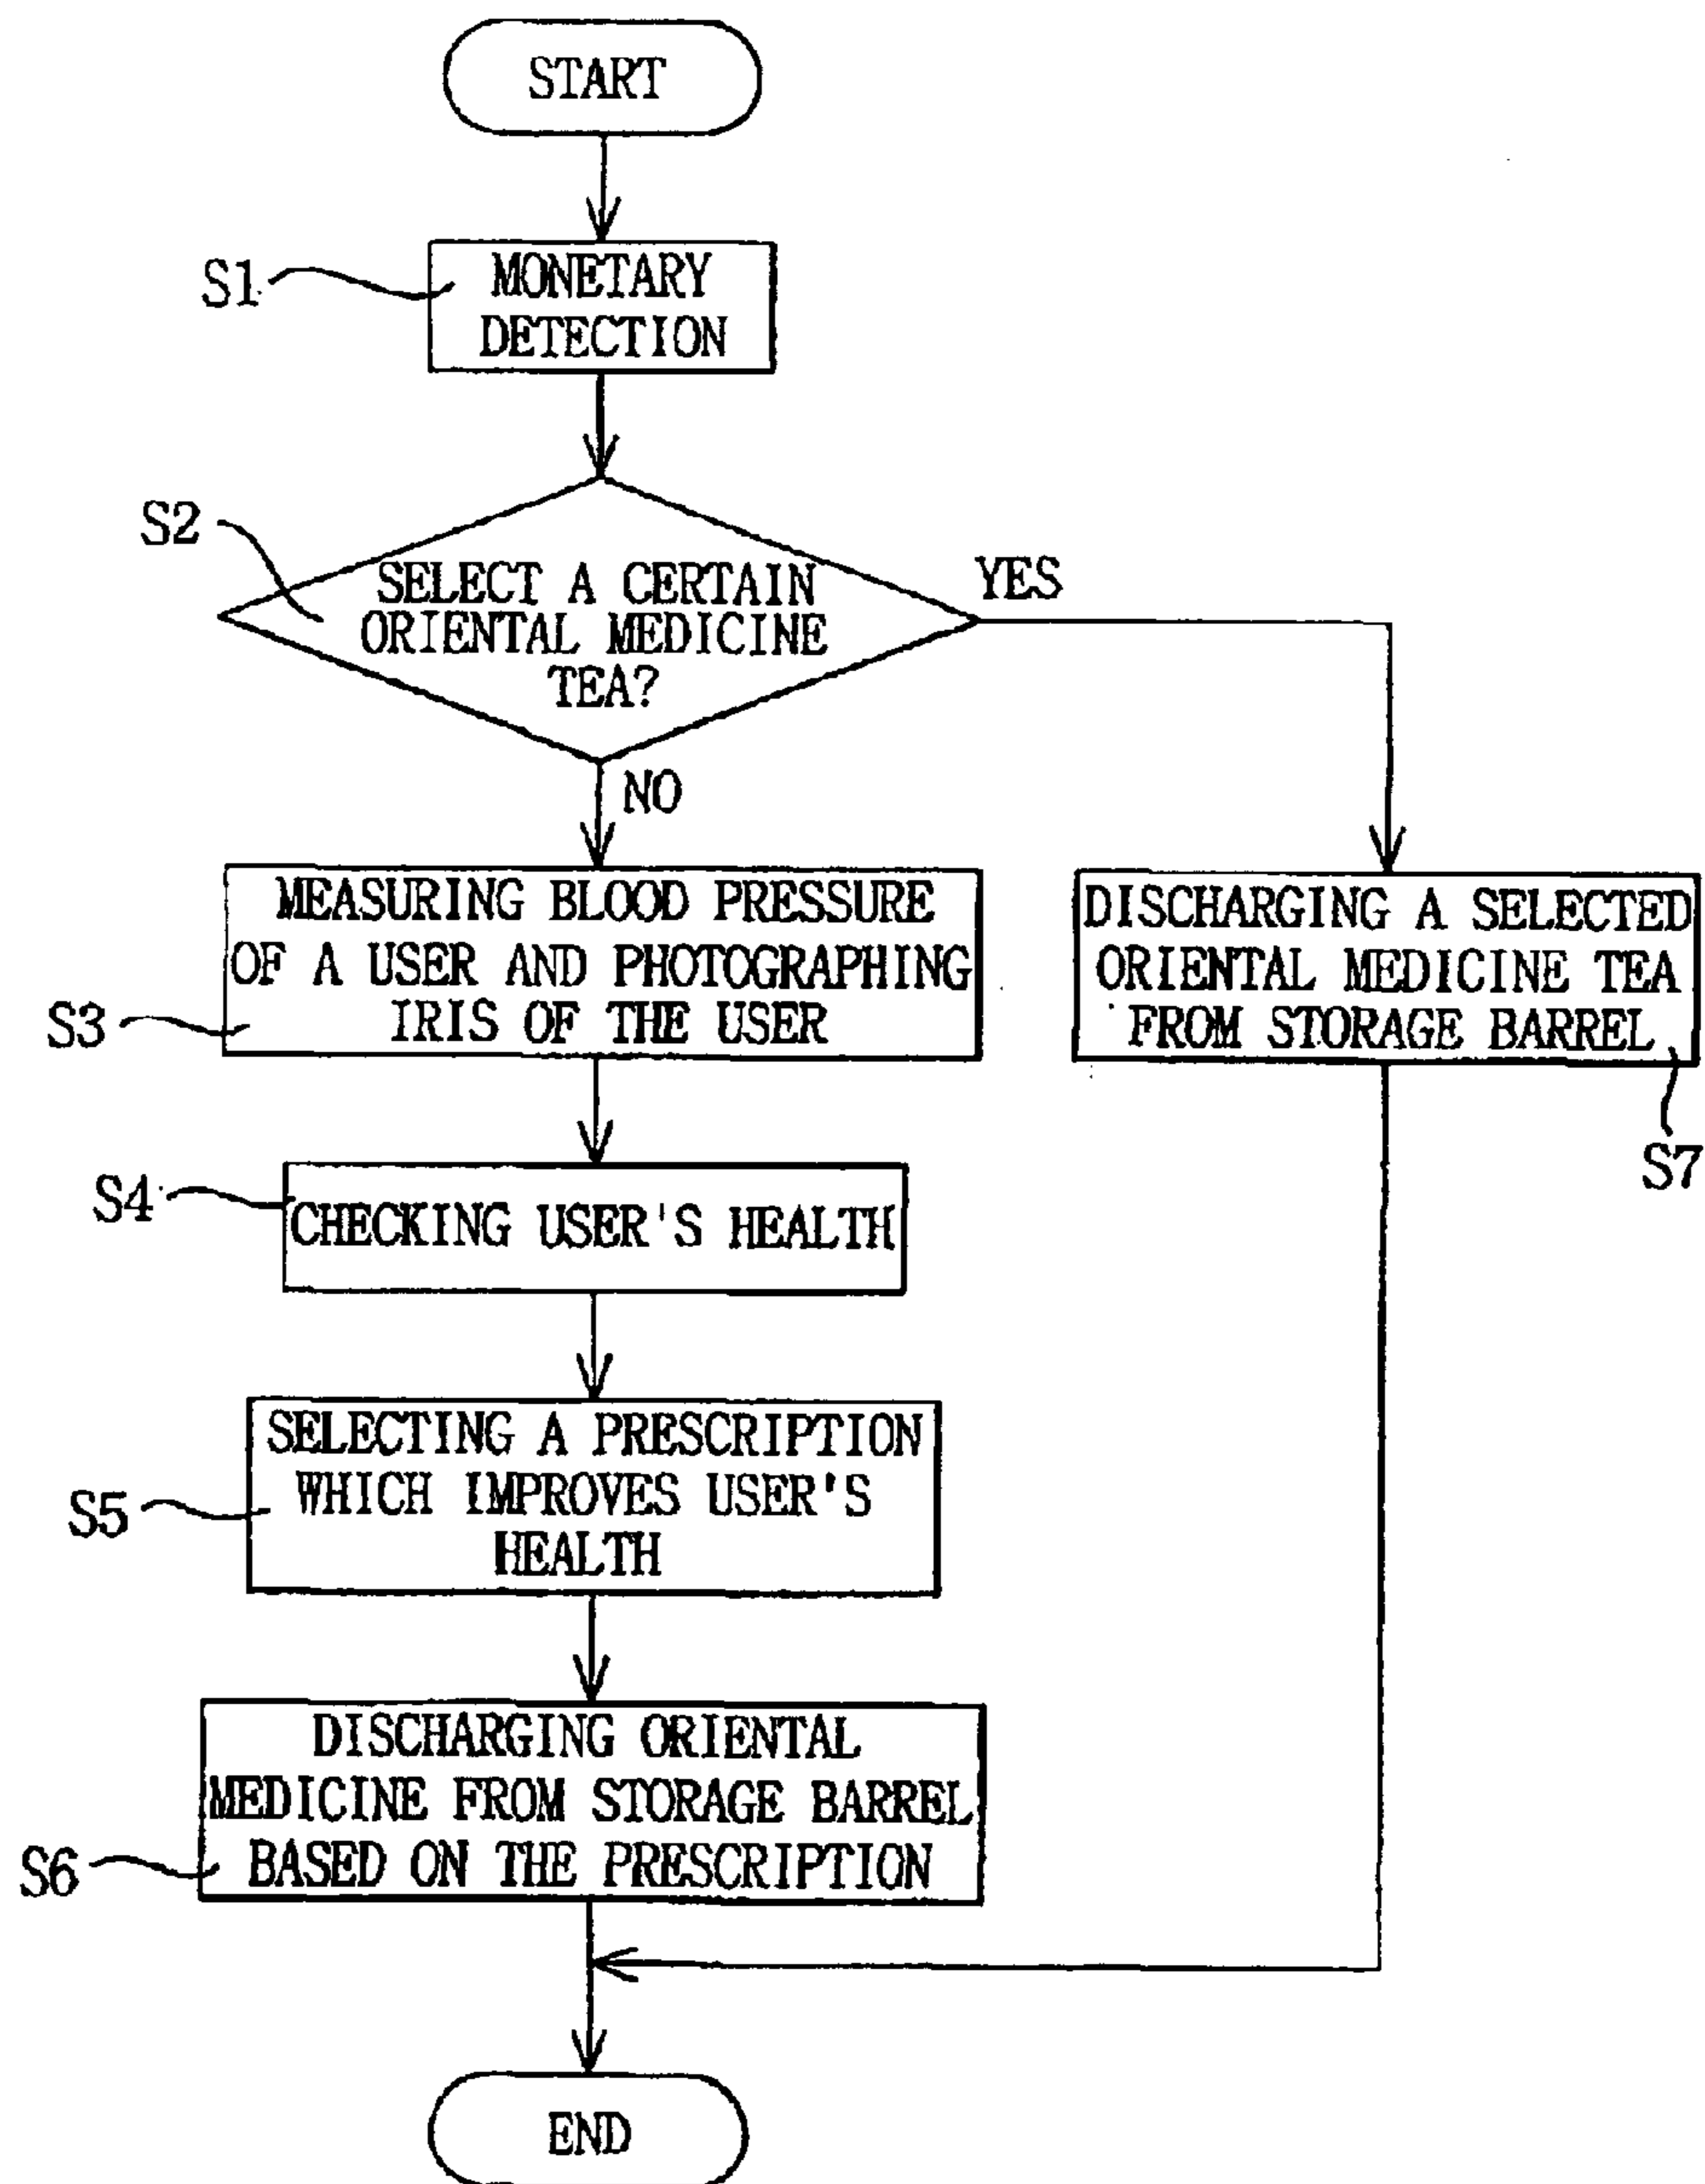 START
S1
MONETARY
DETECTION
S2
SELECT A CERTAIN
ORIENTAL MEDICINE
TEA?
YES
NO
S3
MEASURING BLOOD PRESSURE
OF A USER AND PHOTOGRAPHING
IRIS OF THE USER
DISCHARGING A SELECTED
ORIENTAL MEDICINE TEA
FROM STORAGE BARREL
S7
S4
CHECKING USER'S HEALTH
S5
SELECTING A PRESCRIPTION
WHICH IMPROVES USER'S
HEALTH
S6
DISCHARGING ORIENTAL
MEDICINE FROM STORAGE BARREL
BASED ON THE PRESCRIPTION
END